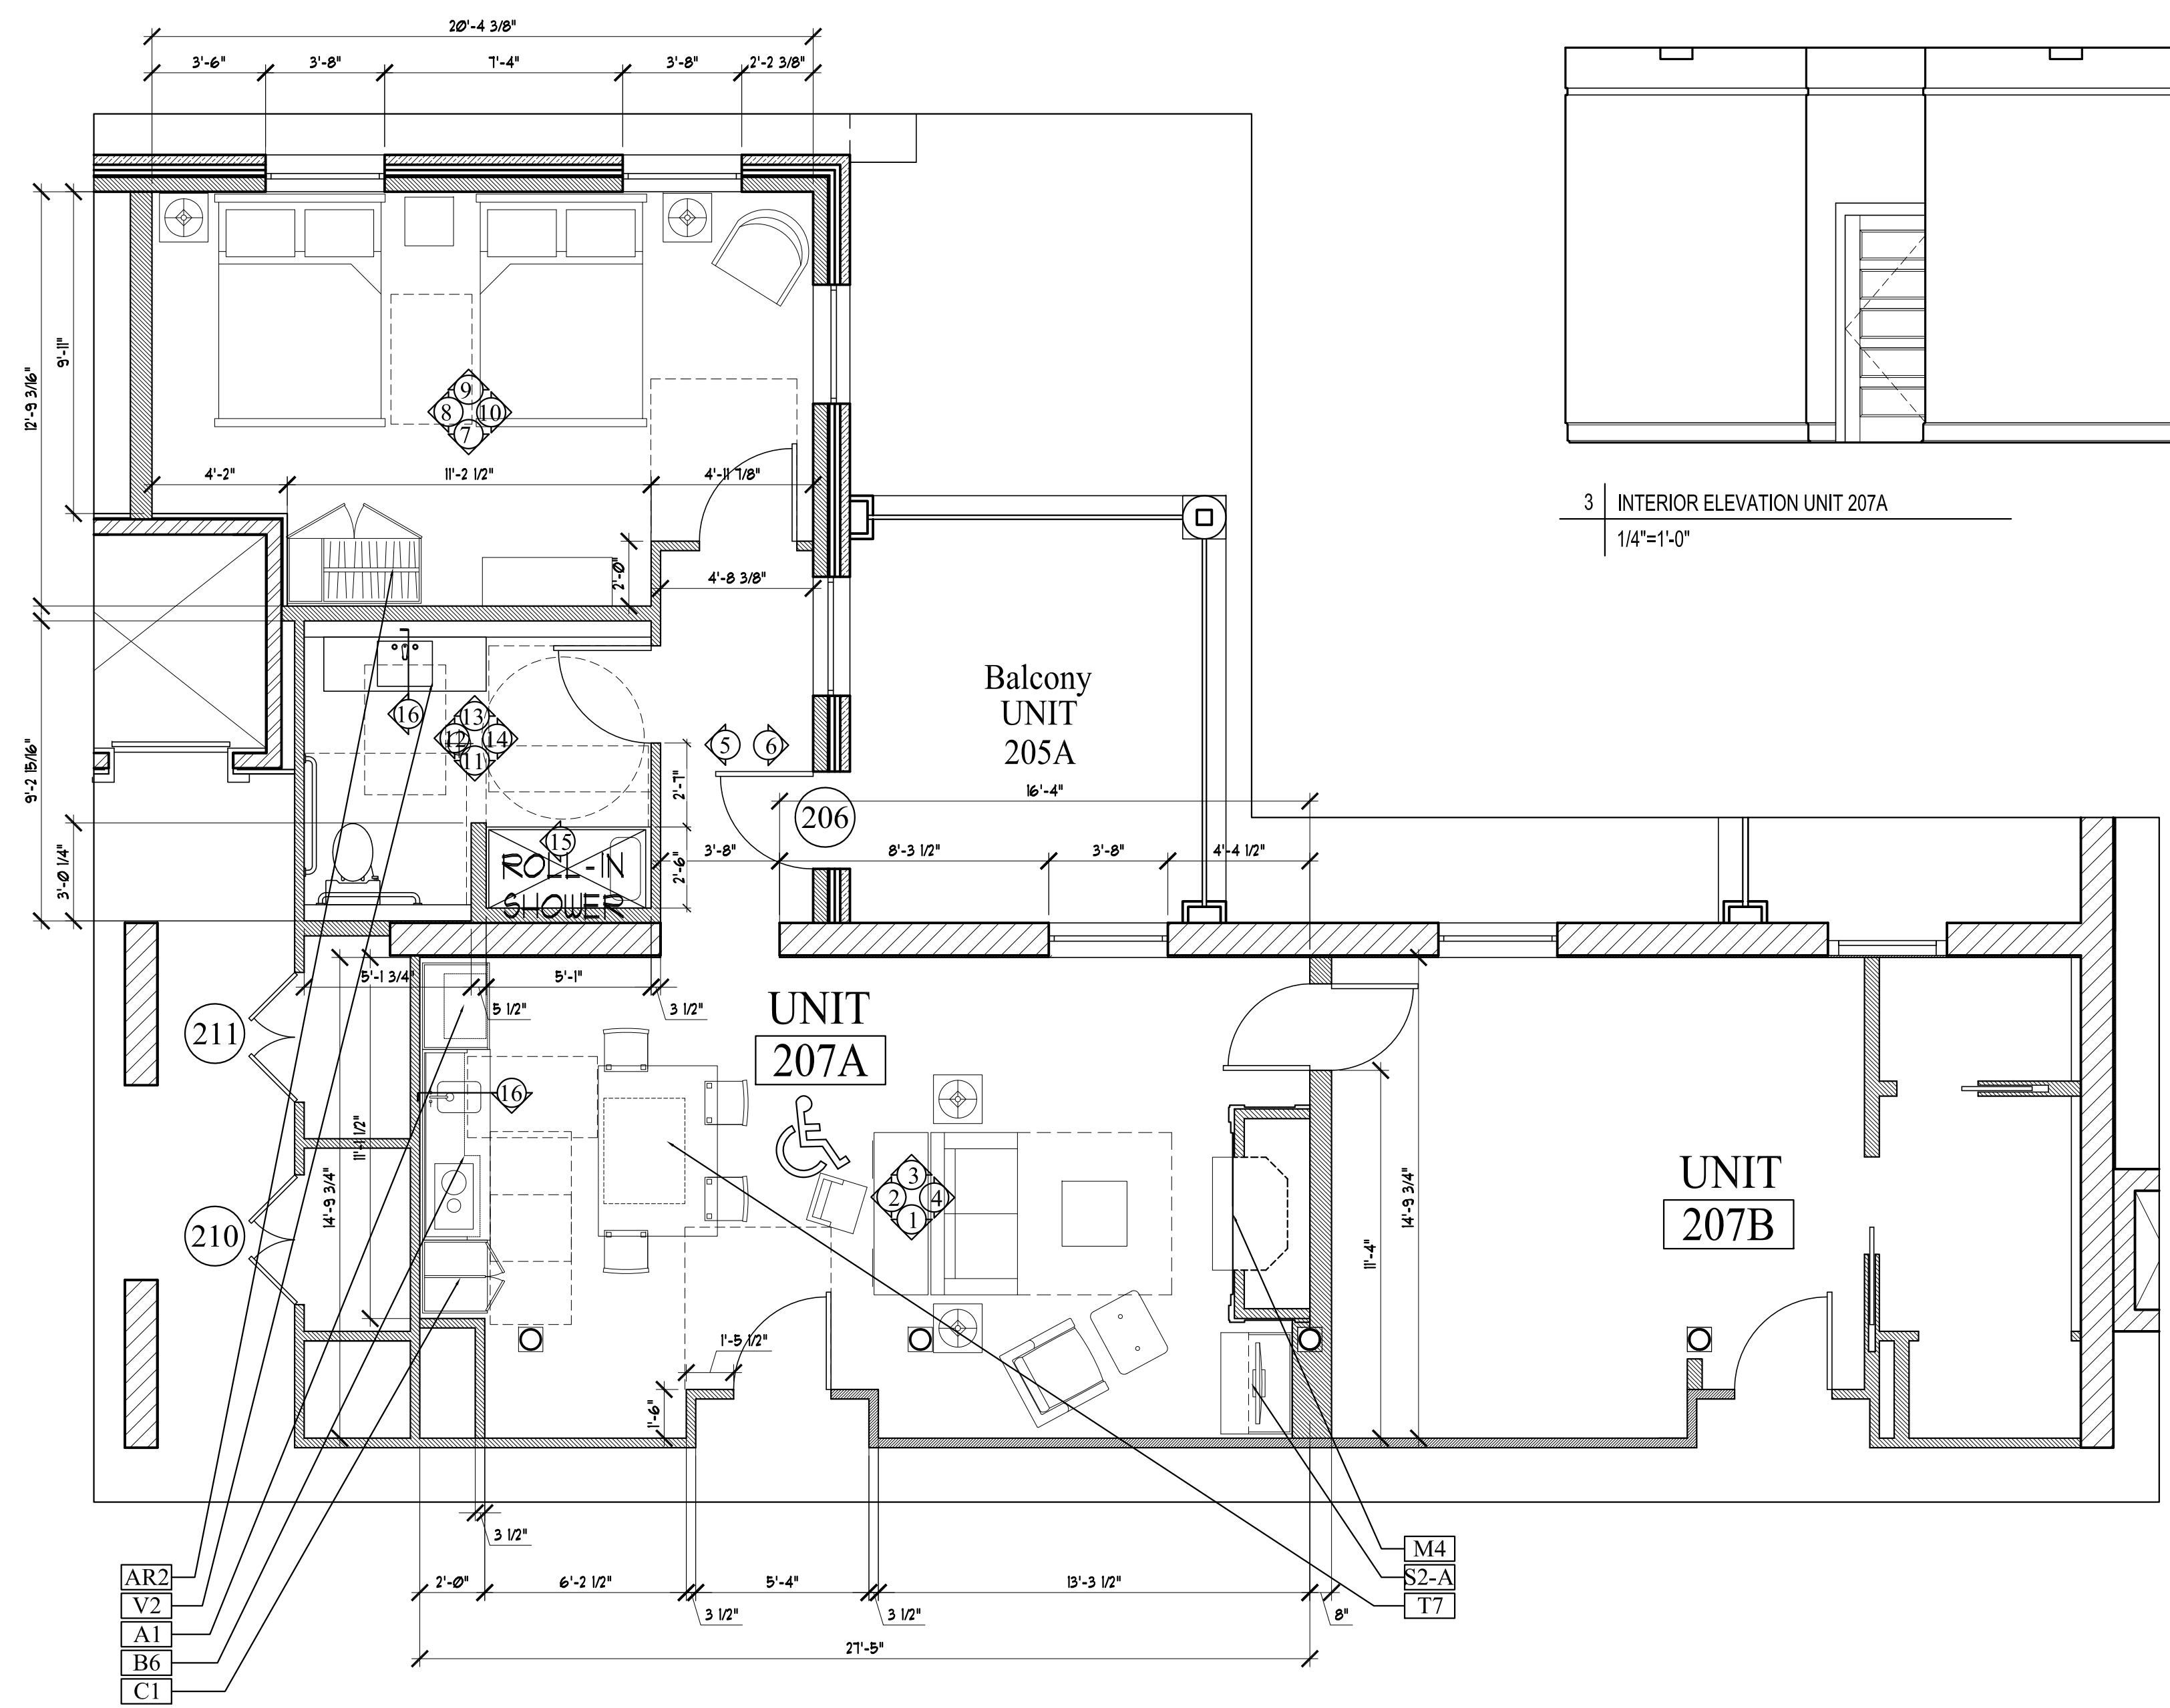 20'-4 3/8"
3'-6" 3'-8" 7'-4" 3'-8" 2'-2 3/8"
12'-9 3/16"
9'-11"
9
8 10
7
4'-2" 11'-2 1/2" 4'-11 7/8"
3 INTERIOR ELEVATION UNIT 207A
1/4"=1'-0"
2'-0"
4'-8 3/8"
Balcony
UNIT
205A
16
13
12 14
11
5 6
9'-2 15/16"
3'-0 1/4"
2'-7"
2'-6"
16'-4"
206
15
ROLL-IN
SHOWER
3'-8" 8'-3 1/2" 3'-8" 4'-4 1/2"
5'-1 3/4" 5'-1"
5 1/2" 3 1/2"
UNIT
207A
211
16
11'-1 1/2"
14'-9 3/4"
210
3
2 4
1
11'-4"
14'-9 3/4"
UNIT
207B
1'-5 1/2"
1'-6"
3 1/2"
AR2
V2
A1
B6
C1
M4
S2-A
T7
2'-0" 6'-2 1/2" 5'-4" 13'-3 1/2"
3 1/2" 3 1/2" 8"
27'-5"